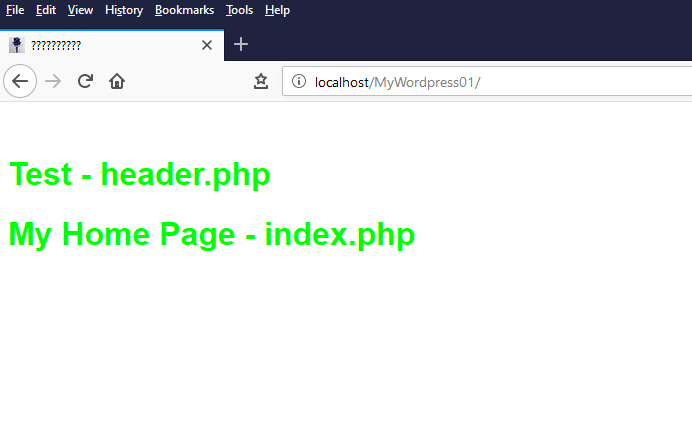 File Edit View History Bookmarks Tools Help
??????????
localhost/MyWordpress01/
Test - header.php
My Home Page - index.php